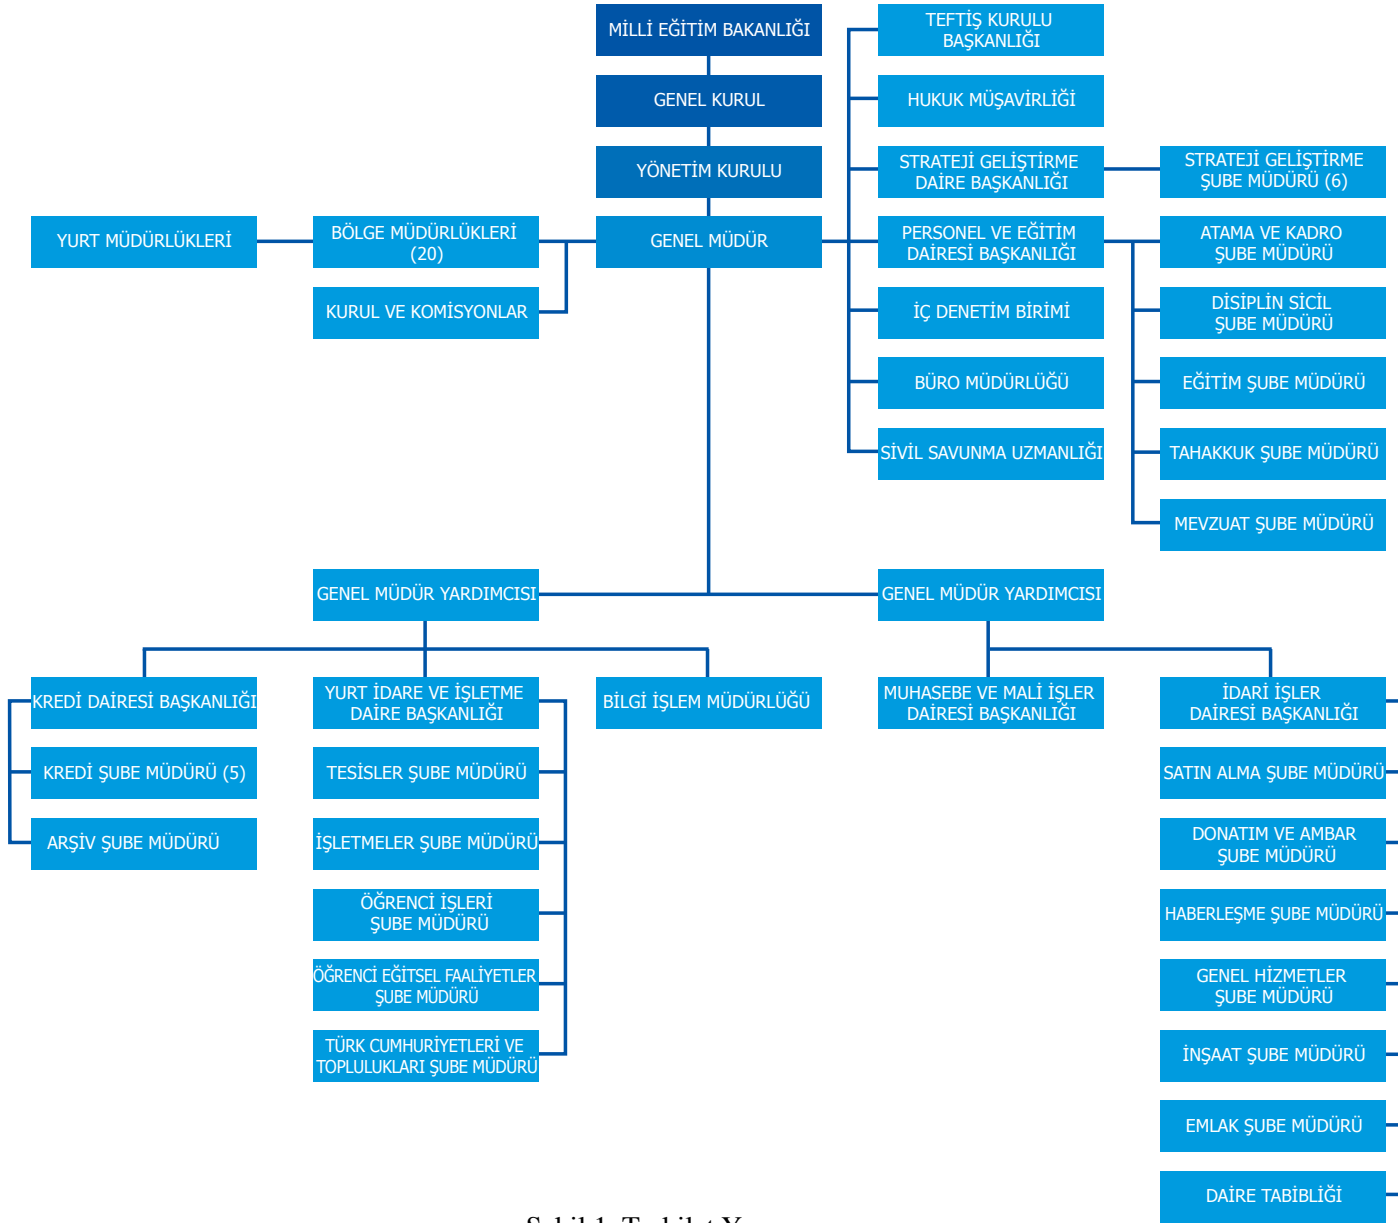 MİLLİ EĞİTİM BAKANLIĞI
GENEL KURUL
YÖNETİM KURULU
GENEL MÜDÜR
YURT MÜDÜRLÜKLERİ
BÖLGE MÜDÜRLÜKLERİ
(20)
KURUL VE KOMİSYONLAR
TEFTİŞ KURULU
BAŞKANLIĞI
HUKUK MÜŞAVİRLİĞİ
STRATEJİ GELİŞTİRME
DAİRE BAŞKANLIĞI
PERSONEL VE EĞİTİM
DAİRESİ BAŞKANLIĞI
İÇ DENETİM BİRİMİ
BÜRO MÜDÜRLÜĞÜ
SİVİL SAVUNMA UZMANLIĞI
STRATEJİ GELİŞTİRME
ŞUBE MÜDÜRÜ (6)
ATAMA VE KADRO
ŞUBE MÜDÜRÜ
DİSİPLİN SİCİL
ŞUBE MÜDÜRÜ
EĞİTİM ŞUBE MÜDÜRÜ
TAHAKKUK ŞUBE MÜDÜRÜ
MEVZUAT ŞUBE MÜDÜRÜ
GENEL MÜDÜR YARDIMCISI
GENEL MÜDÜR YARDIMCISI
KREDİ DAİRESİ BAŞKANLIĞI
KREDİ ŞUBE MÜDÜRÜ (5)
ARŞİV ŞUBE MÜDÜRÜ
YURT İDARE VE İŞLETME
DAİRE BAŞKANLIĞI
TESİSLER ŞUBE MÜDÜRÜ
İŞLETMELER ŞUBE MÜDÜRÜ
ÖĞRENCİ İŞLERİ
ŞUBE MÜDÜRÜ
ÖĞRENCİ EĞİTSEL FAALİYETLER
ŞUBE MÜDÜRÜ
TÜRK CUMHURİYETLERİ VE
TOPLULUKLARI ŞUBE MÜDÜRÜ
BİLGİ İŞLEM MÜDÜRLÜĞÜ
MUHASEBE VE MALİ İŞLER
DAİRESİ BAŞKANLIĞI
İDARİ İŞLER
DAİRESİ BAŞKANLIĞI
SATIN ALMA ŞUBE MÜDÜRÜ
DONATIM VE AMBAR
ŞUBE MÜDÜRÜ
HABERLEŞME ŞUBE MÜDÜRÜ
GENEL HİZMETLER
ŞUBE MÜDÜRÜ
İNŞAAT ŞUBE MÜDÜRÜ
EMLAK ŞUBE MÜDÜRÜ
DAİRE TABİBLİĞİ